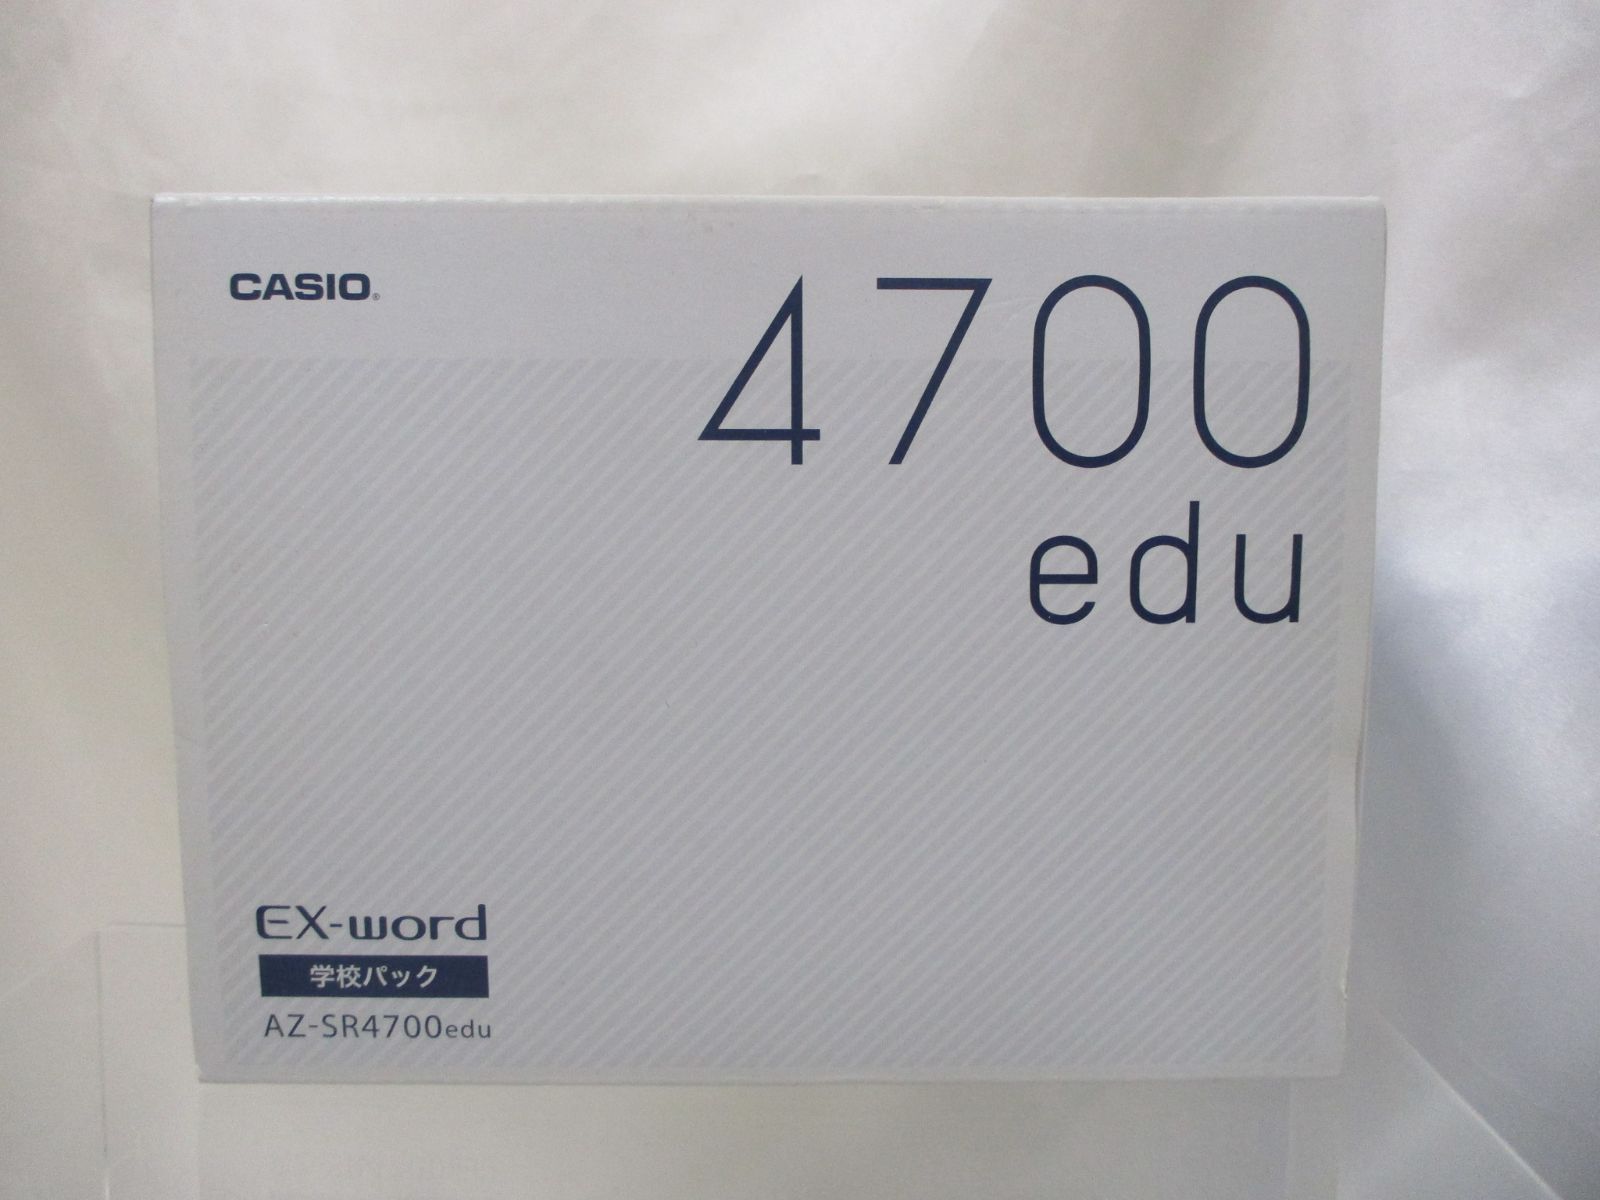 CASIO®
4700
edu
EX-word
学校パック
AZ-SR4700edu